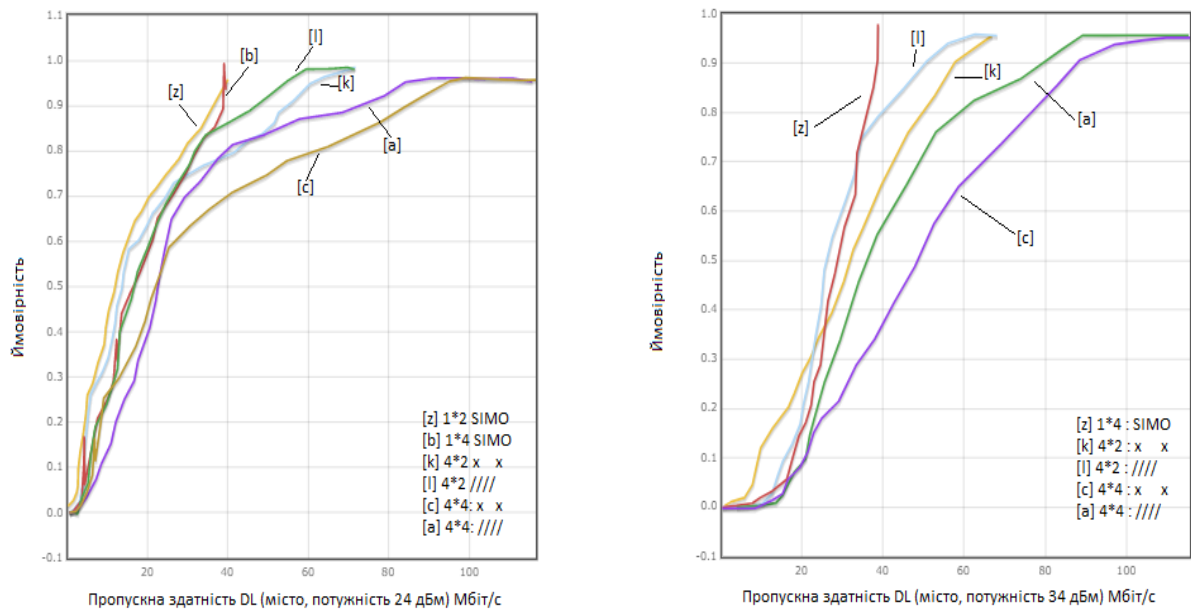 1.1
1.0
0.9
0.8
0.7
0.6
0.5
0.4
0.3
0.2
0.1
0.0
-0.1
Ймовірність
[z]
[b]
[l]
[k]
[a]
[c]
[z] 1*2 SIMO
[b] 1*4 SIMO
[k] 4*2 x x
[l] 4*2 ////
[c] 4*4: x x
[a] 4*4: ////
20 40 60 80 100
Пропускна здатність DL (місто, потужність 24 дБм) Мбіт/с
1.0
0.9
0.8
0.7
0.6
0.5
0.4
0.3
0.2
0.1
0.0
-0.1
Ймовірність
[l]
[k]
[z]
[a]
[c]
[z] 1*4 : SIMO
[k] 4*2 : x x
[l] 4*2 : ////
[c] 4*4 : x x
[a] 4*4 : ////
20 40 60 80 100
Пропускна здатність DL (місто, потужність 34 дБм) Мбіт/с